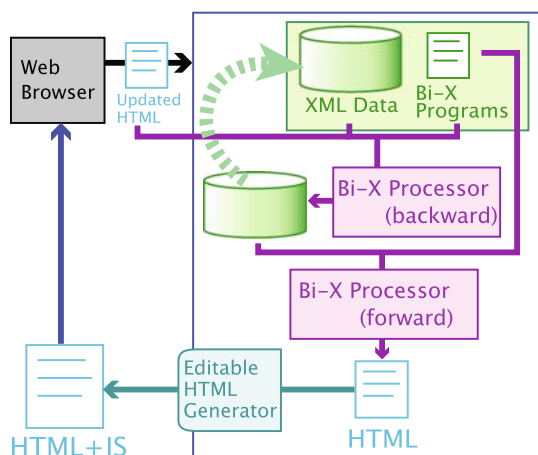 Web
Browser
Updated
HTML
XML Data
Bi-X
Programs
Bi-X Processor
(backward)
Bi-X Processor
(forward)
Editable
HTML
Generator
HTML+JS
HTML